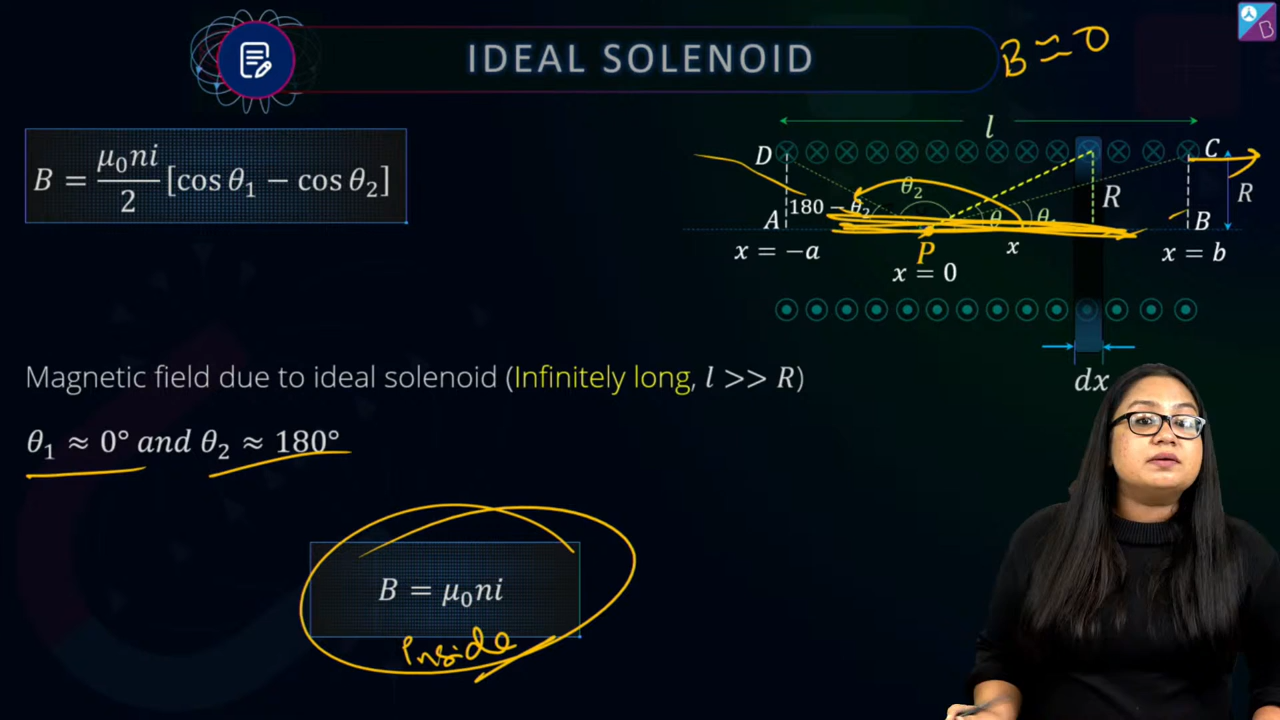 IDEAL SOLENOID
B ≈ 0
B = μ₀ni/2 [cos θ₁ − cos θ₂]
l
D
C
θ₂
R
R
180 − θ₂
θ
A
B
x = −a
P
x
x = b
x = 0
dx
Magnetic field due to ideal solenoid (Infinitely long, l >> R)
θ₁ ≈ 0° and θ₂ ≈ 180°
B = μ₀ni
Inside